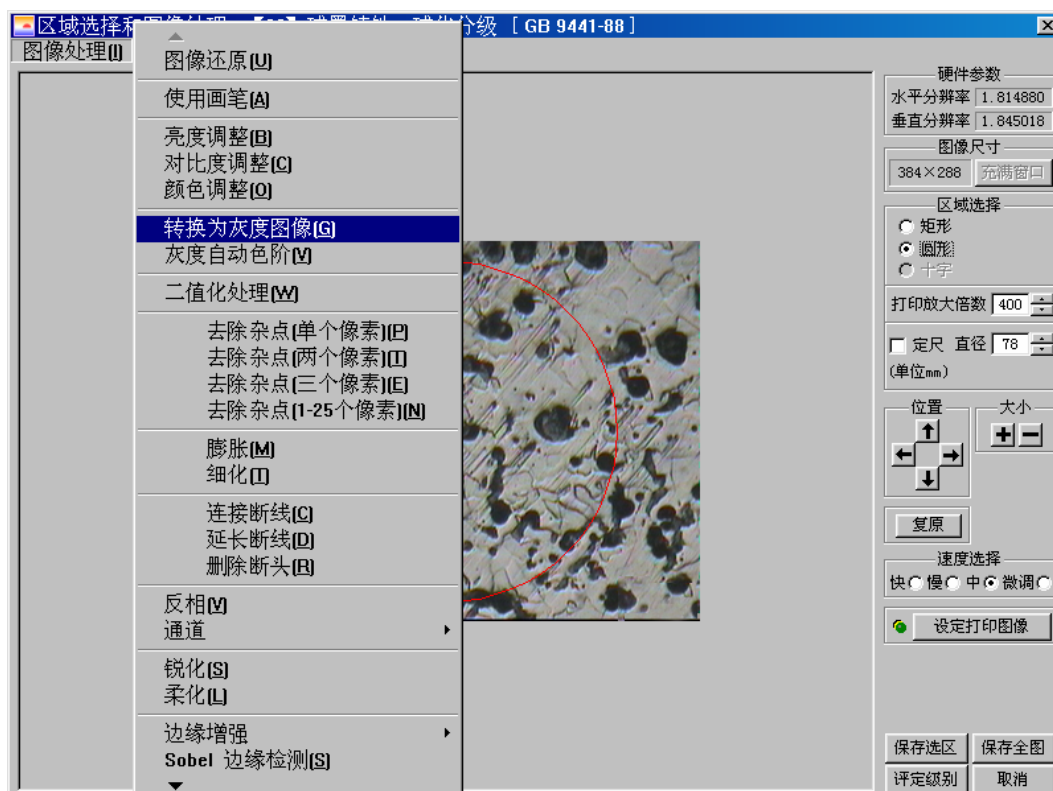 区域选择和
分级 [ GB 9441-88 ]
图像处理(I)
图像还原(U)
使用画笔(A)
亮度调整(B)
对比度调整(C)
颜色调整(O)
转换为灰度图像(G)
灰度自动色阶(V)
二值化处理(W)
去除杂点(单个像素)(P)
去除杂点(两个像素)(T)
去除杂点(三个像素)(E)
去除杂点(1-25个像素)(N)
膨胀(M)
细化(T)
连接断线(C)
延长断线(D)
删除断头(R)
反相(V)
通道
锐化(S)
柔化(L)
边缘增强
Sobel 边缘检测(S)
硬件参数
水平分辨率 1.814880
垂直分辨率 1.845018
图像尺寸
384×288 充满窗口
区域选择
矩形
圆形
十字
打印放大倍数 400
定尺 直径 78
(单位mm)
位置 大小
复原
速度选择
快 慢 中 微调
设定打印图像
保存选区 保存全图
评定级别 取消